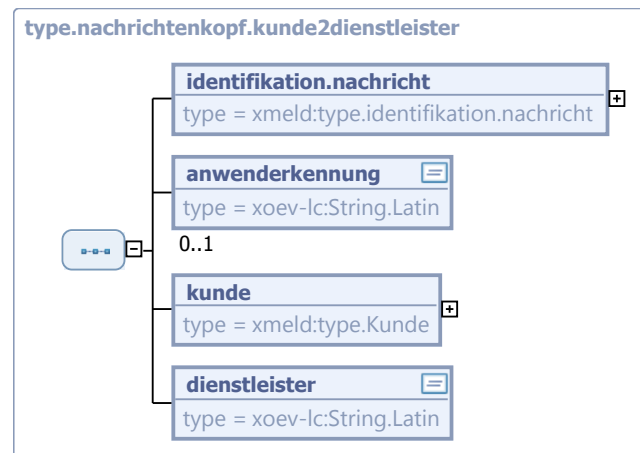 type.nachrichtenkopf.kunde2dienstleister
identifikation.nachricht
type = xmeld:type.identifikation.nachricht
anwenderkennung
type = xoev-lc:String.Latin
0..1
kunde
type = xmeld:type.Kunde
dienstleister
type = xoev-lc:String.Latin